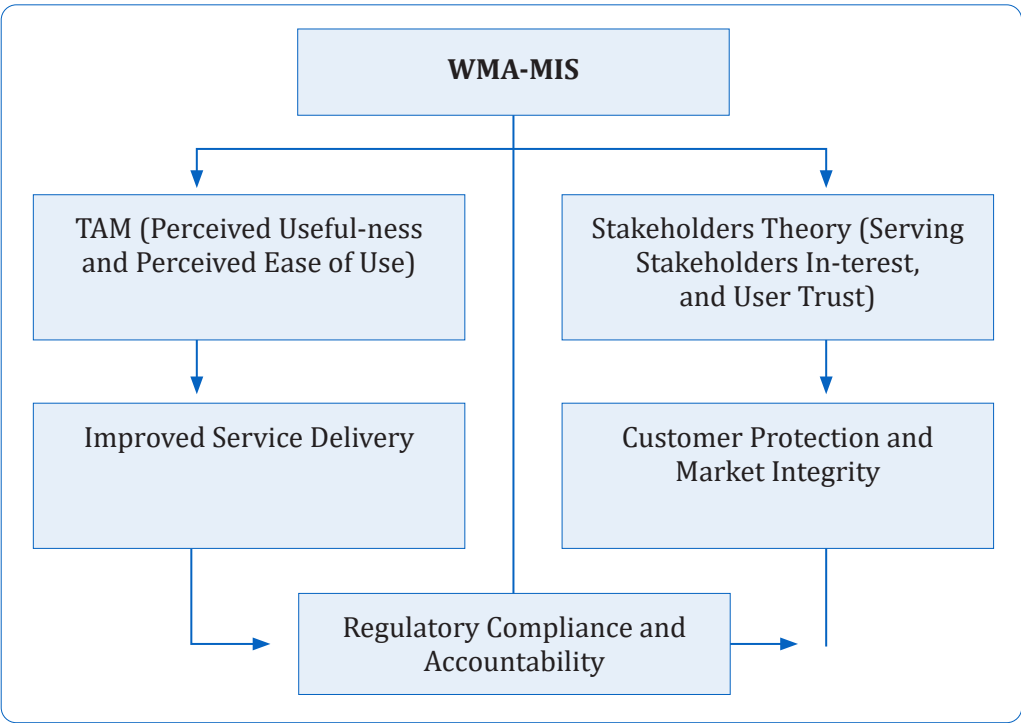 WMA-MIS
TAM (Perceived Useful-ness
and Perceived Ease of Use)
Stakeholders Theory (Serving
Stakeholders In-terest,
and User Trust)
Improved Service Delivery
Customer Protection and
Market Integrity
Regulatory Compliance and
Accountability